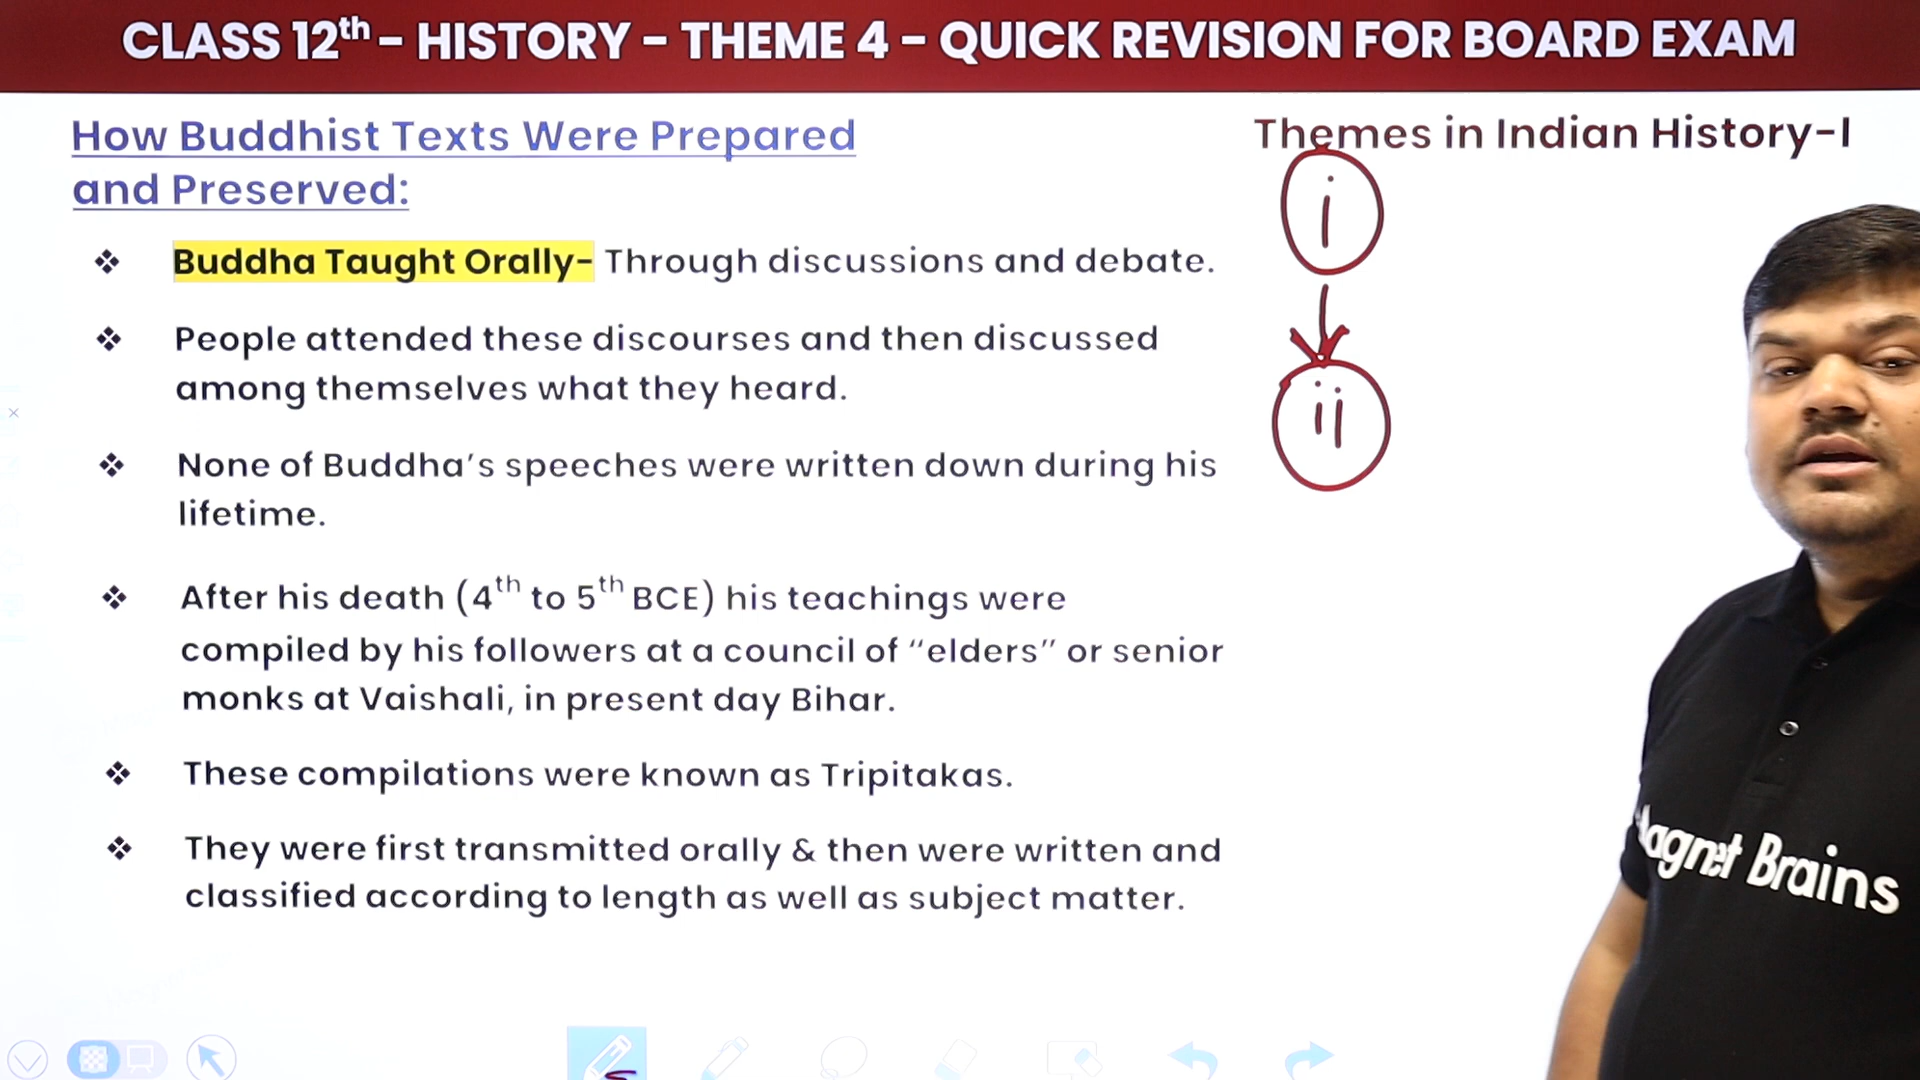 CLASS 12th - HISTORY - THEME 4 - QUICK REVISION FOR BOARD EXAM
How Buddhist Texts Were Prepared
and Preserved:
Themes in Indian History-I
i
ii
❖ Buddha Taught Orally- Through discussions and debate.
❖ People attended these discourses and then discussed
among themselves what they heard.
❖ None of Buddha's speeches were written down during his
lifetime.
❖ After his death (4th to 5th BCE) his teachings were
compiled by his followers at a council of "elders" or senior
monks at Vaishali, in present day Bihar.
❖ These compilations were known as Tripitakas.
❖ They were first transmitted orally & then were written and
classified according to length as well as subject matter.
Brains